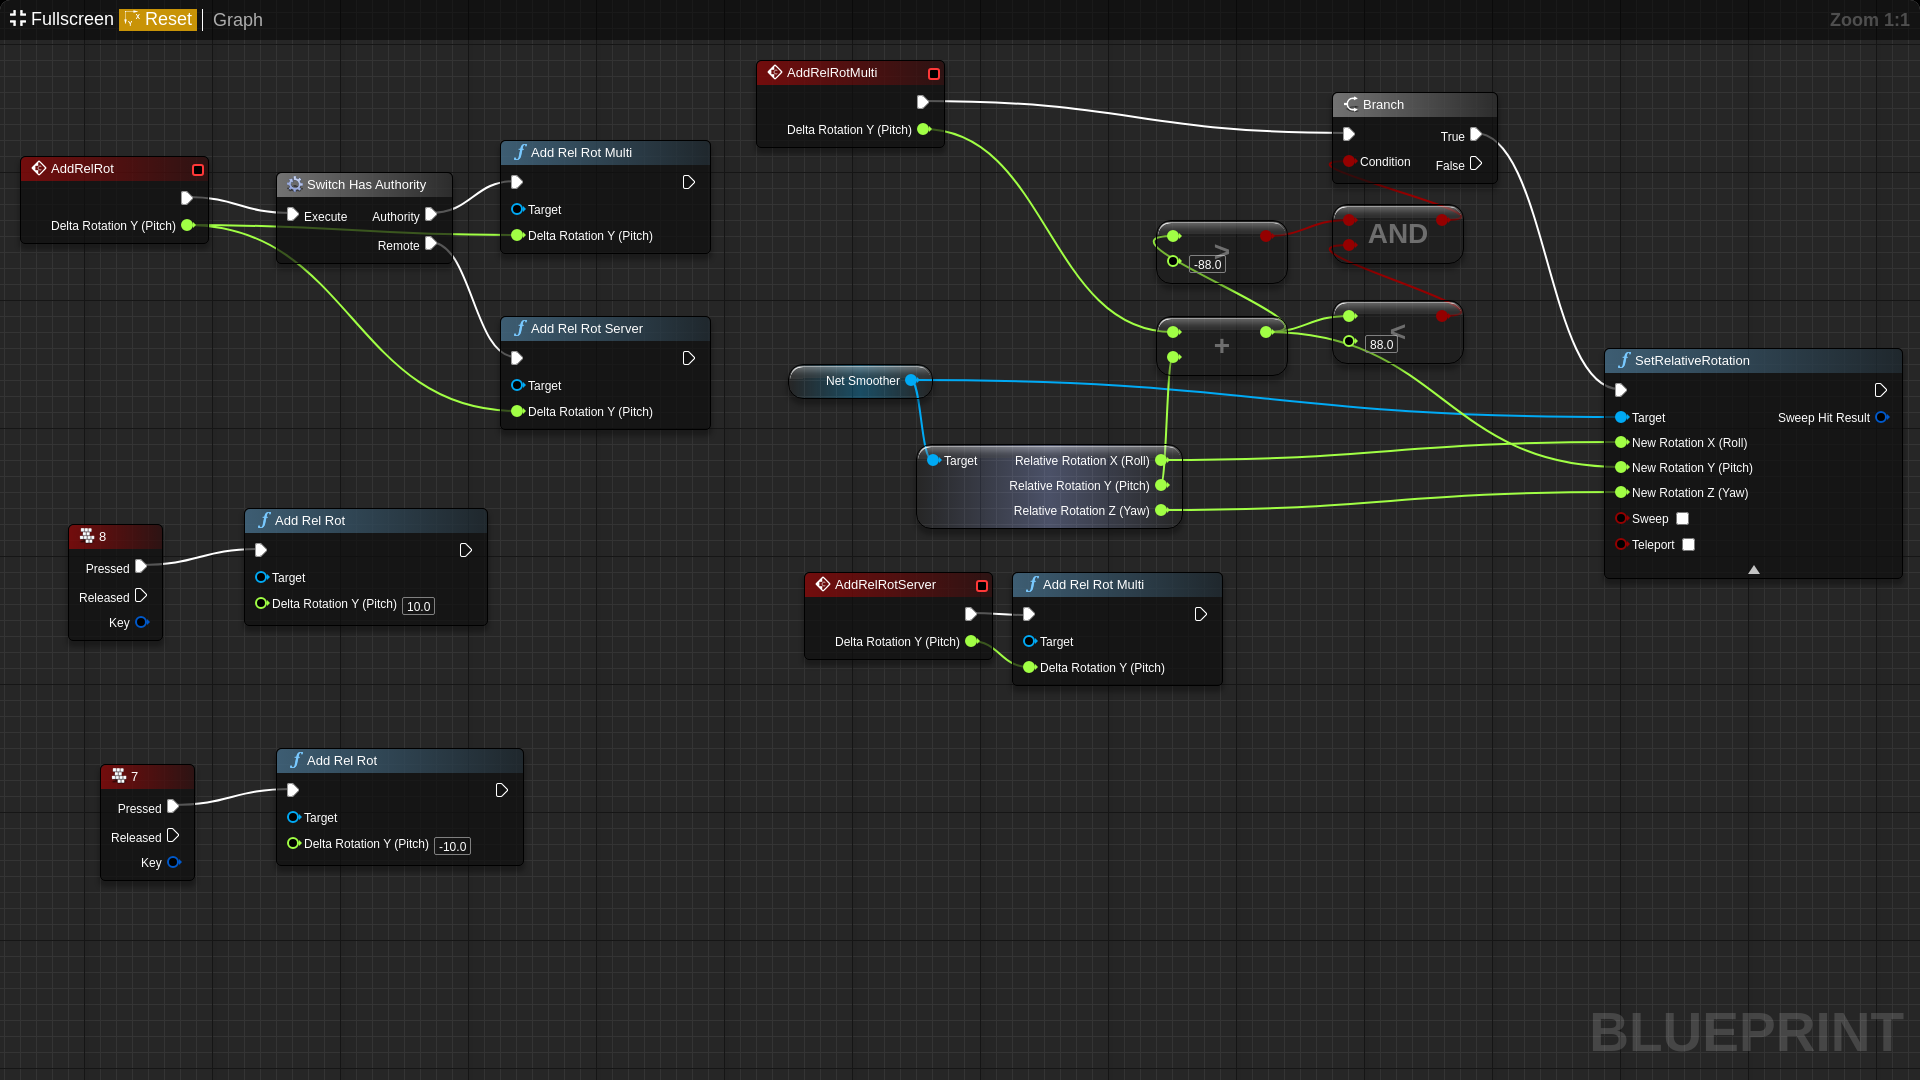 Fullscreen Reset Graph
Zoom 1:1
AddRelRot
Delta Rotation Y (Pitch)
Switch Has Authority
Execute Authority
Remote
Add Rel Rot Multi
Target
Delta Rotation Y (Pitch)
Add Rel Rot Server
Target
Delta Rotation Y (Pitch)
AddRelRotMulti
Delta Rotation Y (Pitch)
Branch
True
Condition
False
>
-88.0
AND
+
<
88.0
Net Smoother
Target Relative Rotation X (Roll)
Relative Rotation Y (Pitch)
Relative Rotation Z (Yaw)
SetRelativeRotation
Target Sweep Hit Result
New Rotation X (Roll)
New Rotation Y (Pitch)
New Rotation Z (Yaw)
Sweep
Teleport
8
Pressed
Released
Key
Add Rel Rot
Target
Delta Rotation Y (Pitch) 10.0
AddRelRotServer
Delta Rotation Y (Pitch)
Add Rel Rot Multi
Target
Delta Rotation Y (Pitch)
7
Pressed
Released
Key
Add Rel Rot
Target
Delta Rotation Y (Pitch) -10.0
BLUEPRINT